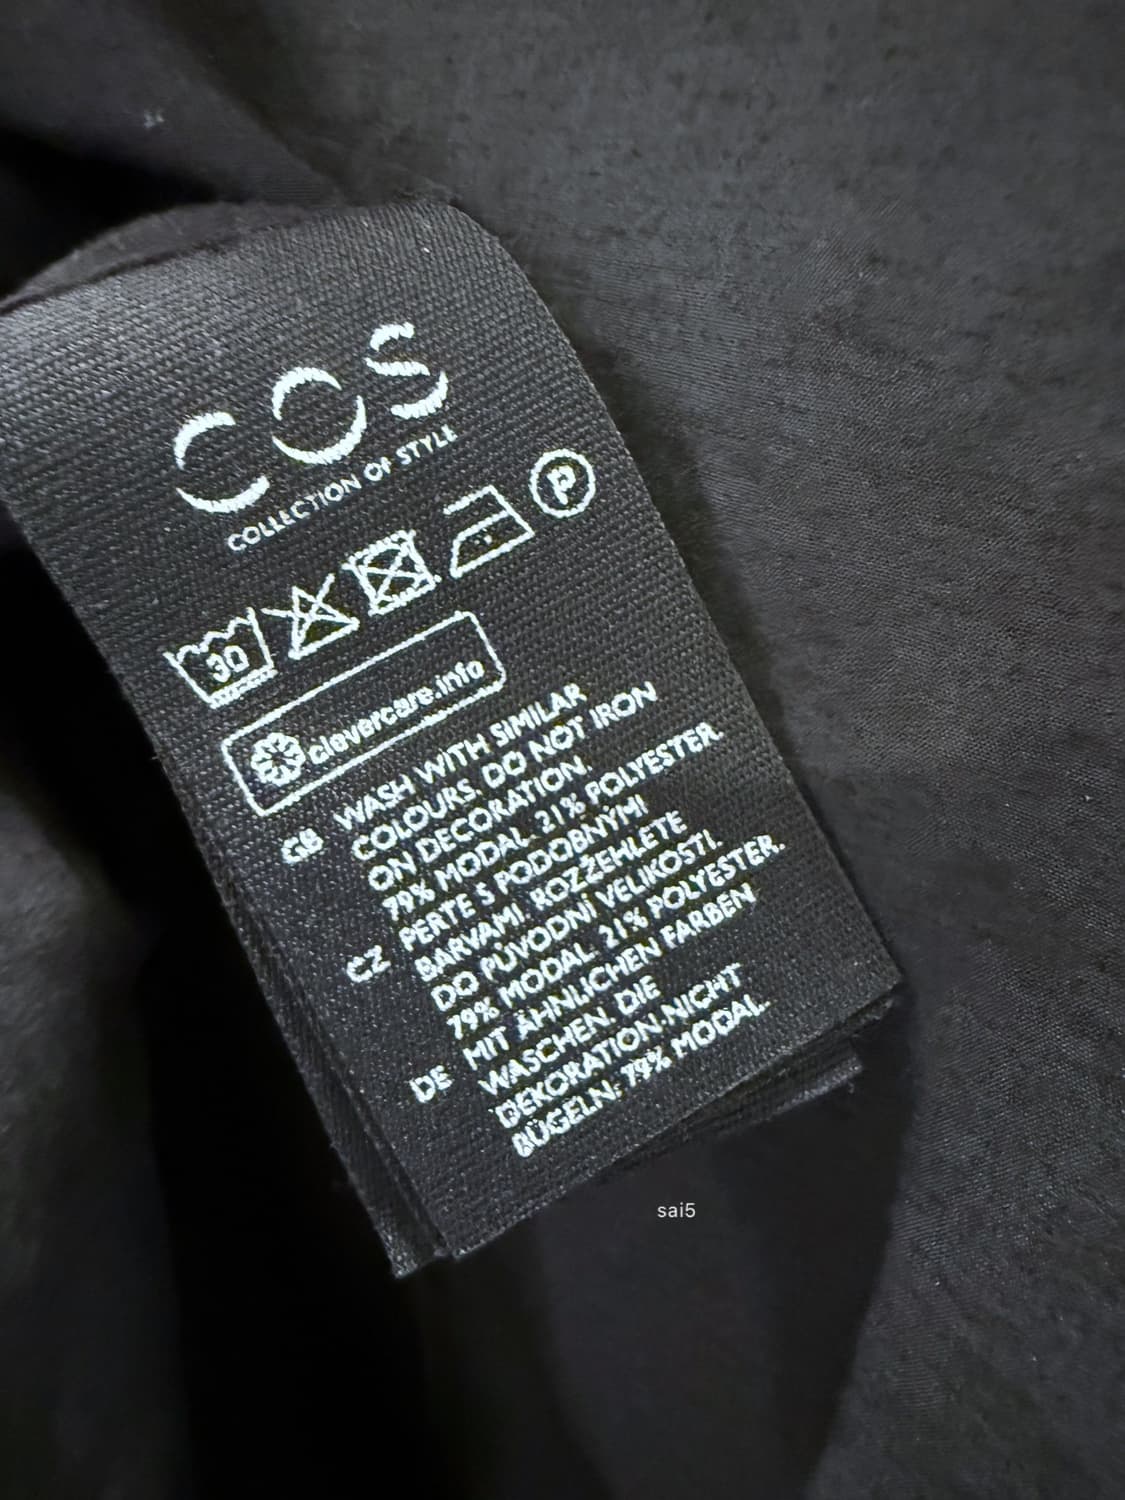 COS
COLLECTION OF STYLE
30
P
clevercare.info
GB WASH WITH SIMILAR
COLOURS. DO NOT IRON
ON DECORATION.
79% MODAL. 21% POLYESTER.
CZ PERTE S PODOBNÝMI
BARVAMI. ROZŽEHLETE
DO PŮVODNÍ VELIKOSTI.
79% MODAL. 21% POLYESTER.
DE MIT ÄHNLICHEN FARBEN
WASCHEN. DIE
DEKORATION NICHT
BÜGELN: 79% MODAL.
sai5